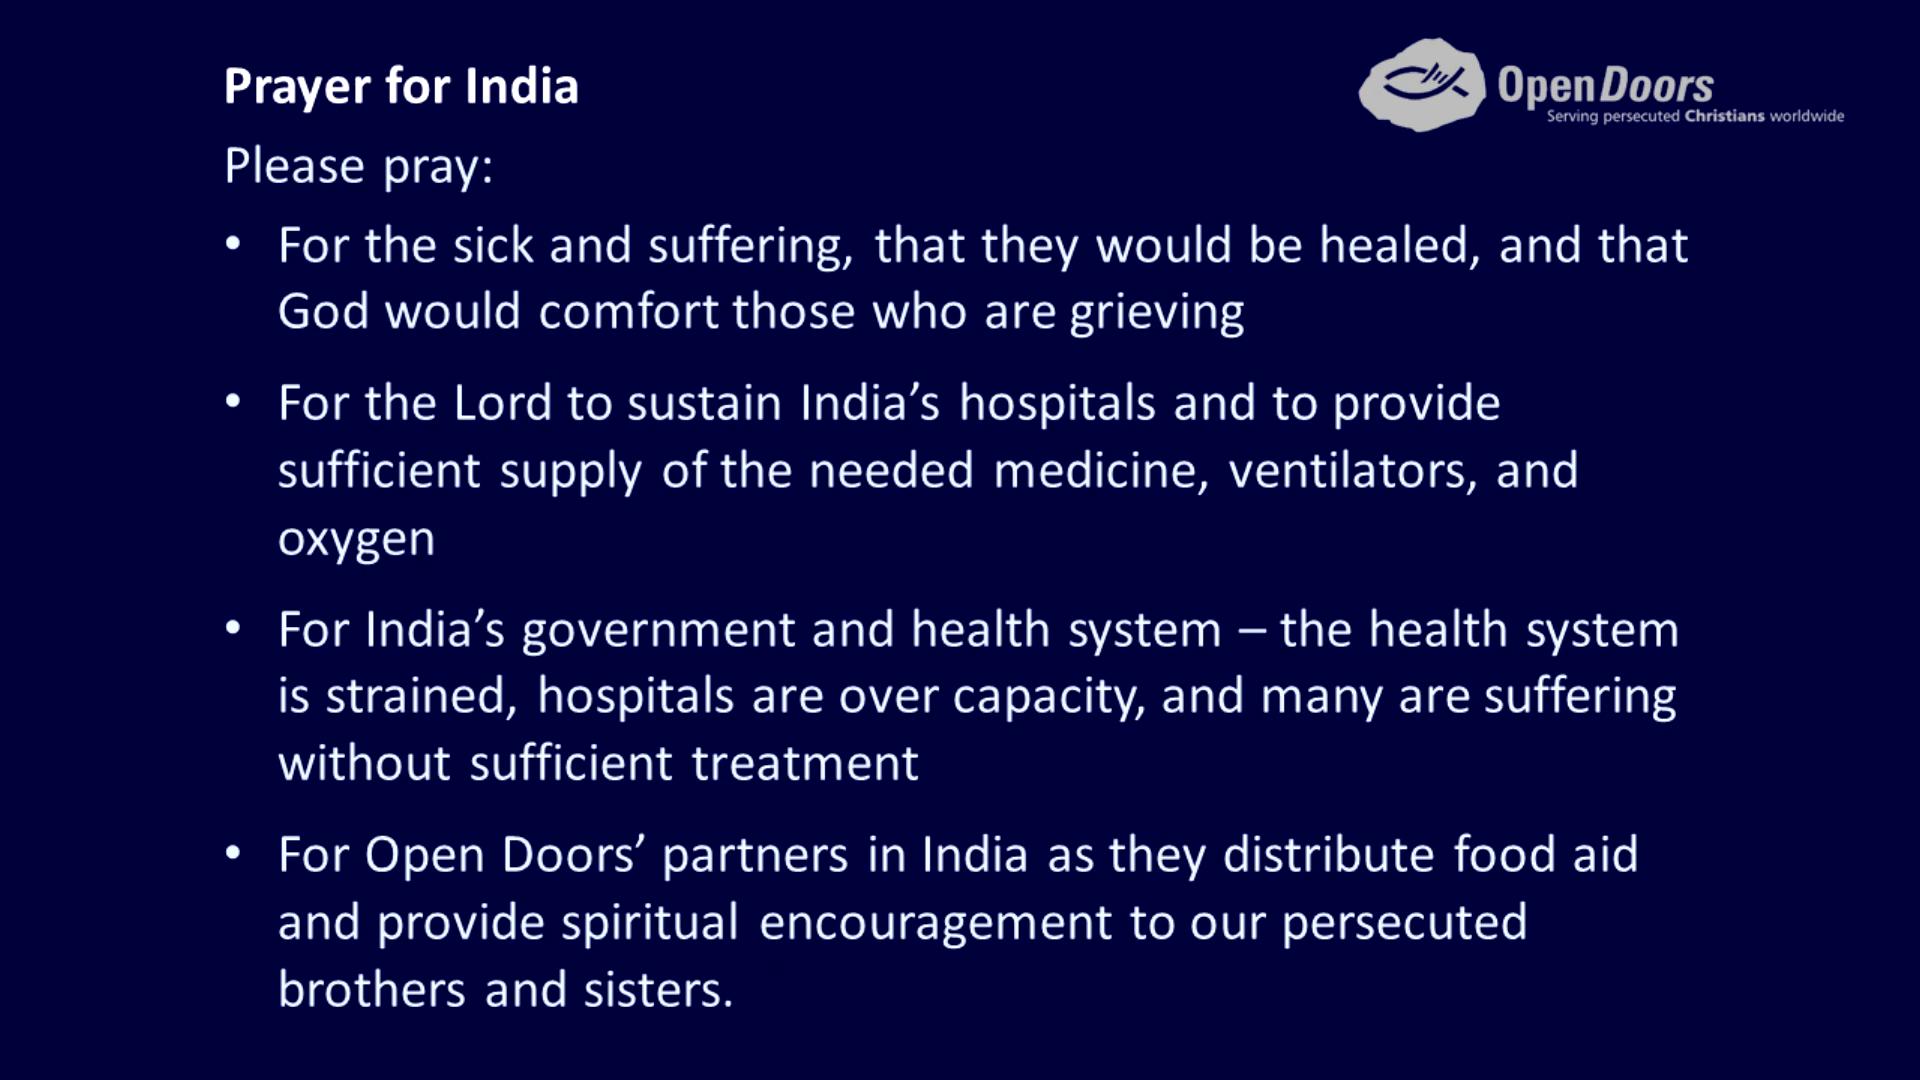 Prayer for India
OpenDoors
Serving persecuted Christians worldwide
Please pray:
• For the sick and suffering, that they would be healed, and that
God would comfort those who are grieving
• For the Lord to sustain India’s hospitals and to provide
sufficient supply of the needed medicine, ventilators, and
oxygen
• For India’s government and health system – the health system
is strained, hospitals are over capacity, and many are suffering
without sufficient treatment
• For Open Doors’ partners in India as they distribute food aid
and provide spiritual encouragement to our persecuted
brothers and sisters.